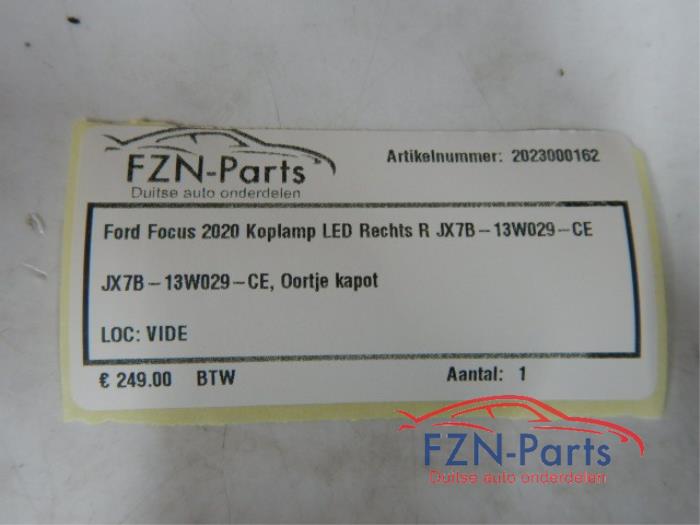 FZN-Parts
Duitse auto onderdelen
Artikelnummer: 2023000162
Ford Focus 2020 Koplamp LED Rechts R JX7B-13W029-CE
JX7B-13W029-CE, Oortje kapot
LOC: VIDE
€ 249.00 BTW
Aantal: 1
FZN-Parts
Duitse auto onderdelen